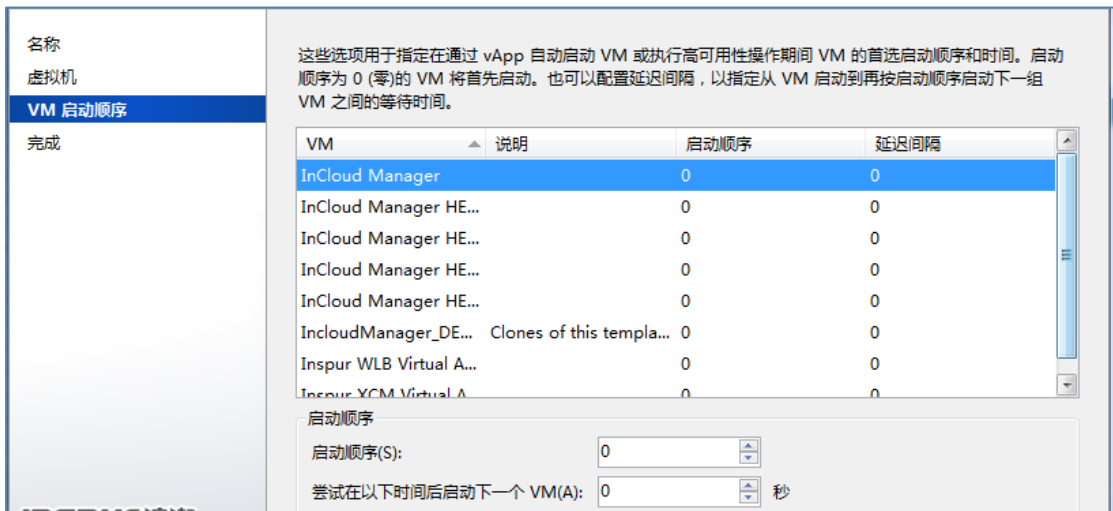 名称
虚拟机
VM 启动顺序
完成
这些选项用于指定在通过 vApp 自动启动 VM 或执行高可用性操作期间 VM 的首选启动顺序和时间。启动
顺序为 0 (零)的 VM 将首先启动。也可以配置延迟间隔，以指定从 VM 启动到再按启动顺序启动下一组
VM 之间的等待时间。
VM 说明 启动顺序 延迟间隔
InCloud Manager 0 0
InCloud Manager HE... 0 0
InCloud Manager HE... 0 0
InCloud Manager HE... 0 0
InCloud Manager HE... 0 0
IncloudManager_DE... Clones of this templa... 0 0
Inspur WLB Virtual A... 0 0
Inspur XCM Virtual A 0 0
启动顺序
启动顺序(S): 0
尝试在以下时间后启动下一个 VM(A): 0 秒